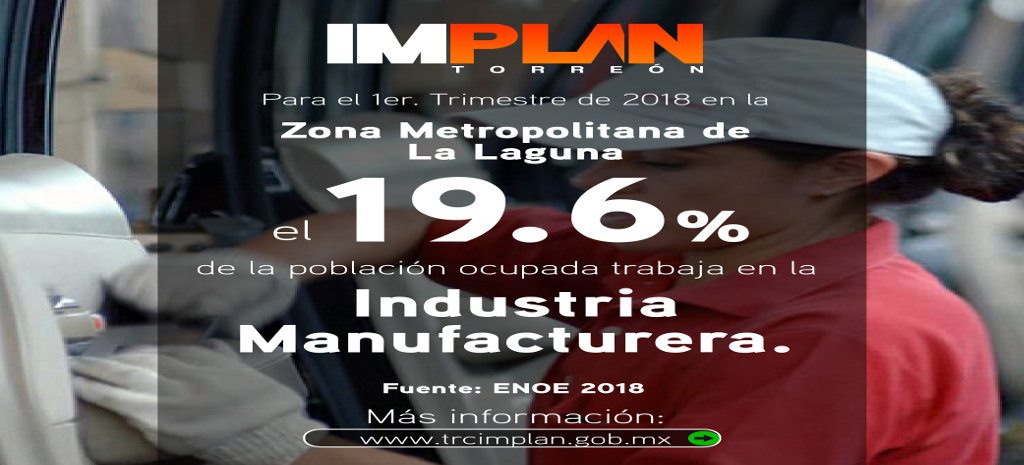 IMPLAN
TORREÓN
Para el 1er. Trimestre de 2018 en la
Zona Metropolitana de
La Laguna
el 19.6%
de la población ocupada trabaja en la
Industria
Manufacturera.
Fuente: ENOE 2018
Más información:
www.trcimplan.gob.mx